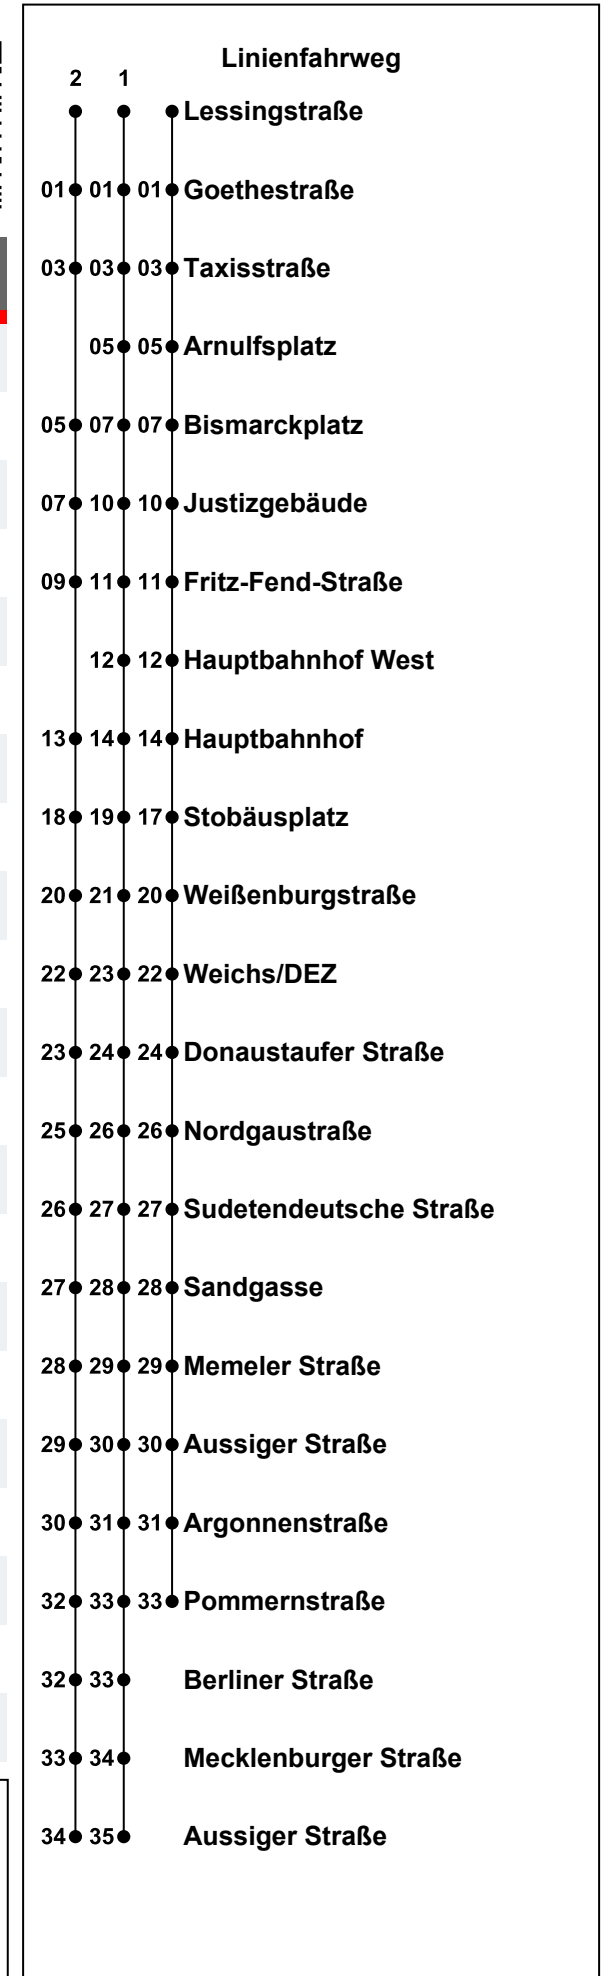 Linienfahrweg
2 1
Lessingstraße
01 01 01 Goethestraße
03 03 03 Taxisstraße
05 05 Arnulfsplatz
05 07 07 Bismarckplatz
07 10 10 Justizgebäude
09 11 11 Fritz-Fend-Straße
12 12 Hauptbahnhof West
13 14 14 Hauptbahnhof
18 19 17 Stobäusplatz
20 21 20 Weißenburgstraße
22 23 22 Weichs/DEZ
23 24 24 Donaustaufer Straße
25 26 26 Nordgaustraße
26 27 27 Sudetendeutsche Straße
27 28 28 Sandgasse
28 29 29 Memeler Straße
29 30 30 Aussiger Straße
30 31 31 Argonnenstraße
32 33 33 Pommernstraße
32 33 Berliner Straße
33 34 Mecklenburger Straße
34 35 Aussiger Straße